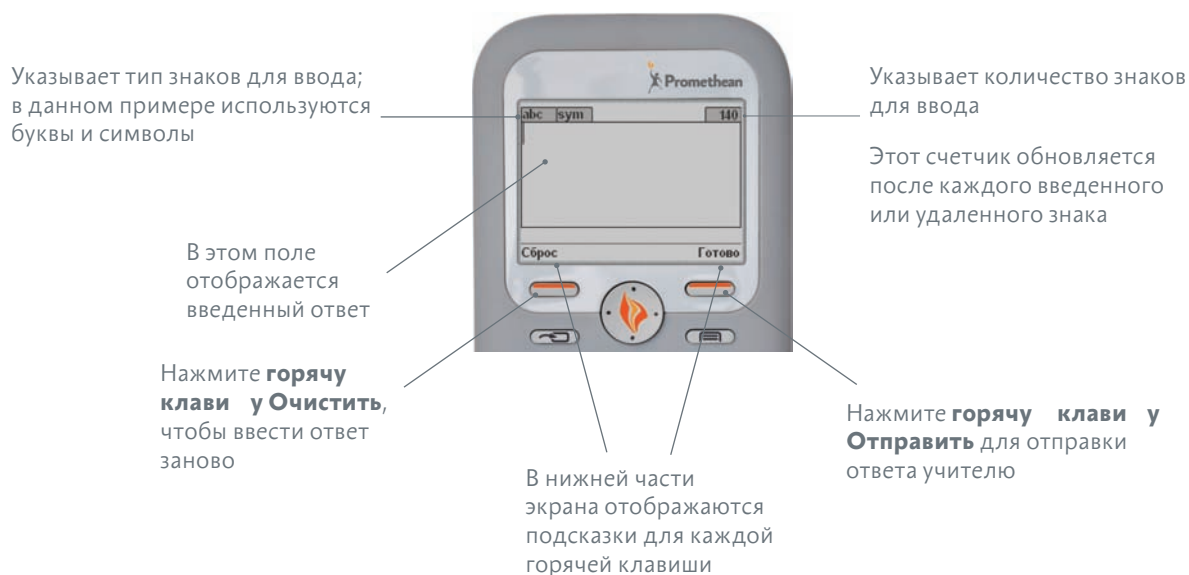 Указывает тип знаков для ввода;
в данном примере используются
буквы и символы
Promethean
abc sym 140
Сброс Готово
Указывает количество знаков
для ввода
Этот счетчик обновляется
после каждого введенного
или удаленного знака
В этом поле
отображается
введенный ответ
Нажмите горячу
клави у Очистить,
чтобы ввести ответ
заново
В нижней части
экрана отображаются
подсказки для каждой
горячей клавиши
Нажмите горячу клави у
Отправить для отправки
ответа учителю